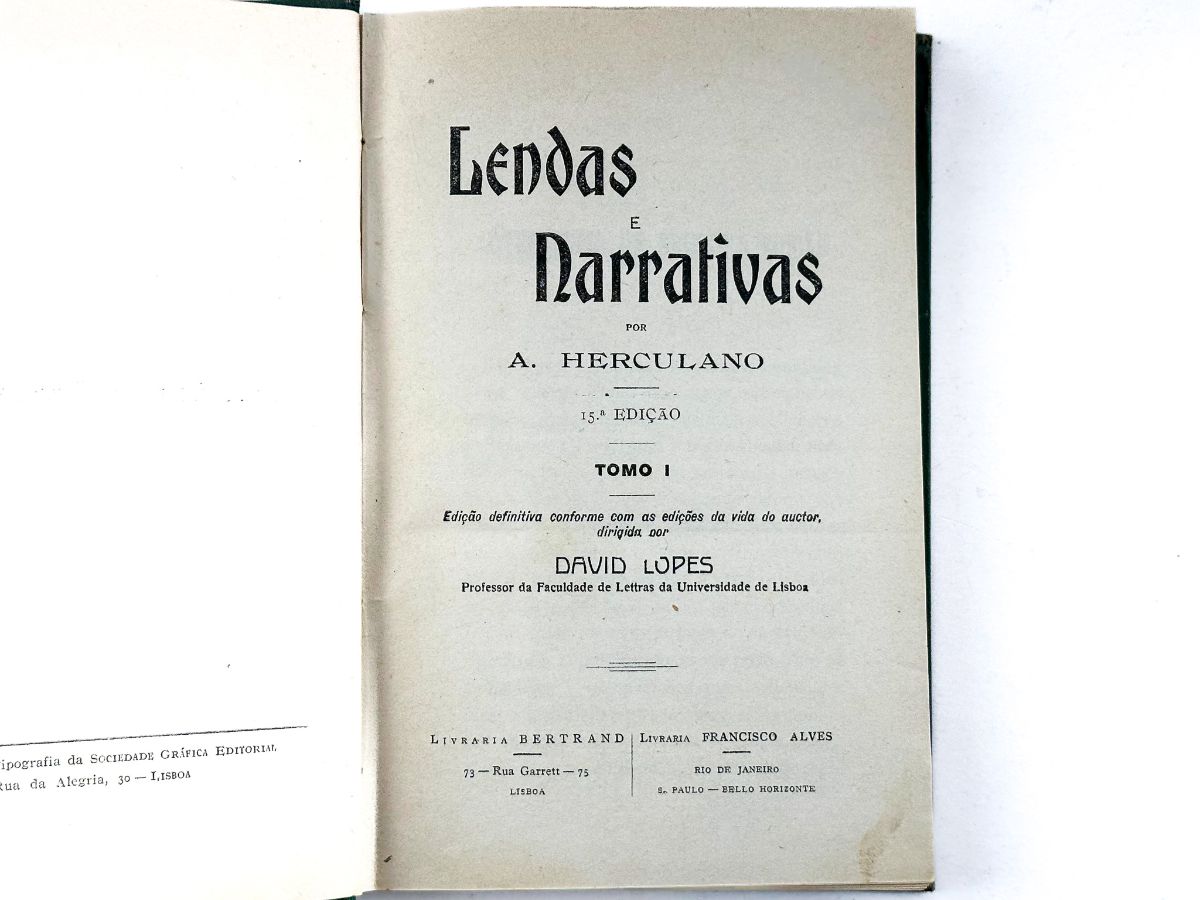 Tipografia da SOCIEDADE GRÁFICA EDITORIAL
Rua da Alegria, 30 — LISBOA
Lendas
E
Narrativas
POR
A. HERCULANO
15.ª EDIÇÃO
TOMO I
Edição definitiva conforme com as edições da vida do auctor,
dirigida por
DAVID LOPES
Professor da Faculdade de Lettras da Universidade de Lisboa
LIVRARIA BERTRAND
73 — Rua Garrett — 75
LISBOA
LIVRARIA FRANCISCO ALVES
RIO DE JANEIRO
S. PAULO — BELLO HORIZONTE